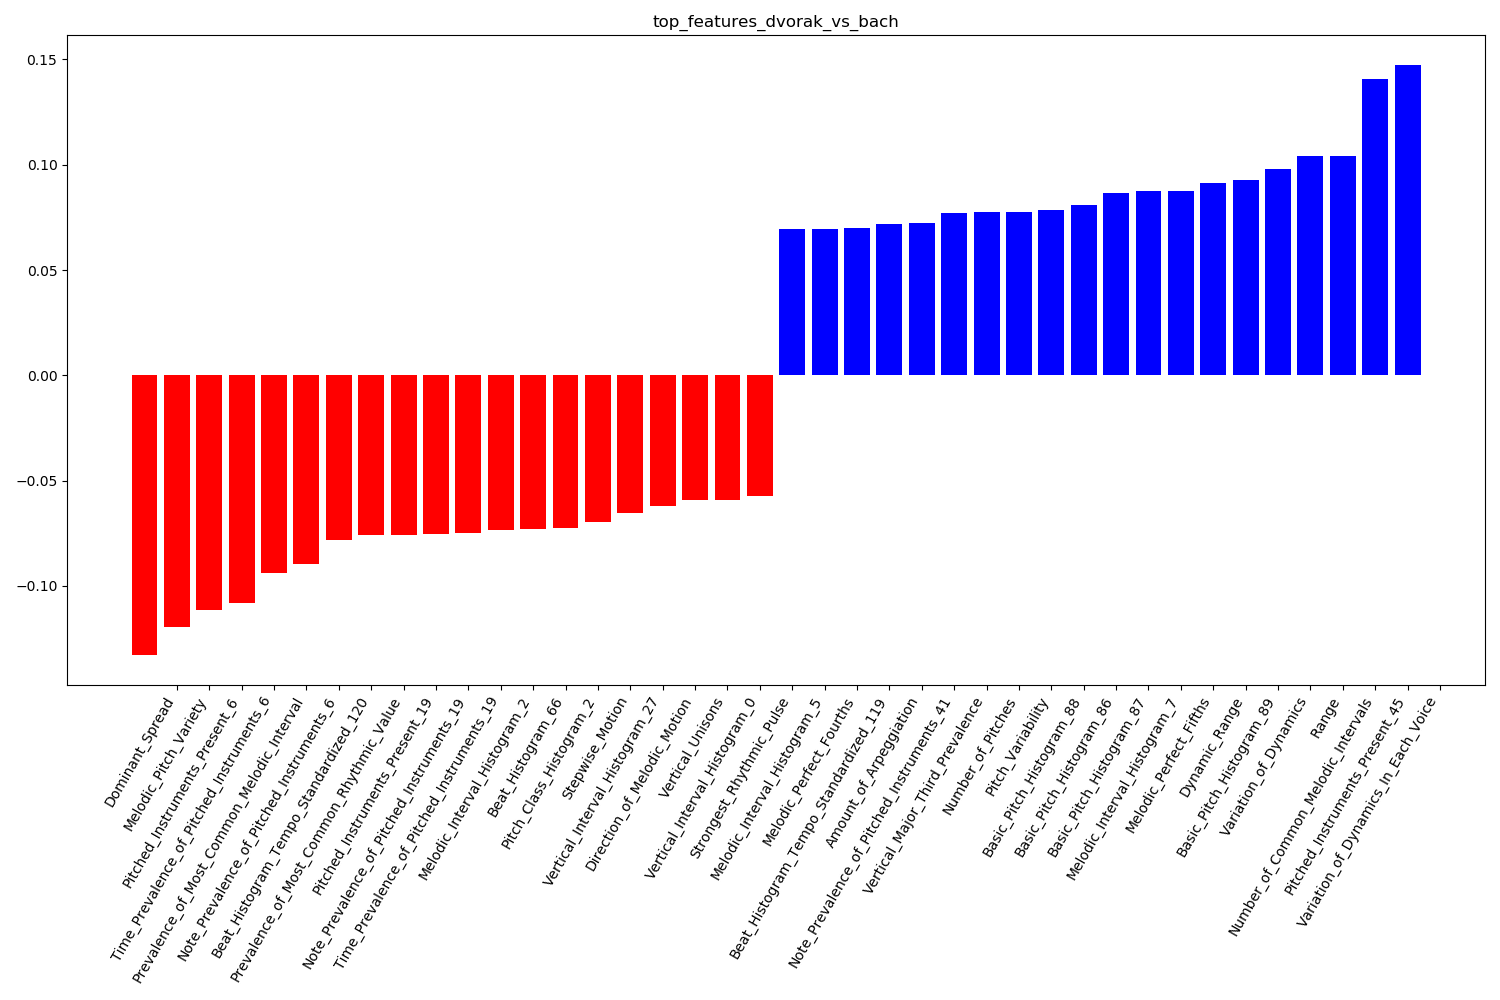 top_features_dvorak_vs_bach
0.15
0.10
0.05
0.00
−0.05
−0.10
Dominant_Spread
Melodic_Pitch_Variety
Pitched_Instruments_Present_6
Time_Prevalence_of_Pitched_Instruments_6
Prevalence_of_Most_Common_Melodic_Interval
Note_Prevalence_of_Pitched_Instruments_6
Beat_Histogram_Tempo_Standardized_120
Prevalence_of_Most_Common_Rhythmic_Value
Pitched_Instruments_Present_19
Note_Prevalence_of_Pitched_Instruments_19
Time_Prevalence_of_Pitched_Instruments_19
Melodic_Interval_Histogram_2
Beat_Histogram_66
Pitch_Class_Histogram_2
Stepwise_Motion
Vertical_Interval_Histogram_27
Direction_of_Melodic_Motion
Vertical_Unisons
Vertical_Interval_Histogram_0
Strongest_Rhythmic_Pulse
Melodic_Interval_Histogram_5
Melodic_Perfect_Fourths
Beat_Histogram_Tempo_Standardized_119
Amount_of_Arpeggiation
Note_Prevalence_of_Pitched_Instruments_41
Vertical_Major_Third_Prevalence
Number_of_Pitches
Pitch_Variability
Basic_Pitch_Histogram_88
Basic_Pitch_Histogram_86
Basic_Pitch_Histogram_87
Melodic_Interval_Histogram_7
Melodic_Perfect_Fifths
Dynamic_Range
Basic_Pitch_Histogram_89
Variation_of_Dynamics
Range
Number_of_Common_Melodic_Intervals
Pitched_Instruments_Present_45
Variation_of_Dynamics_In_Each_Voice